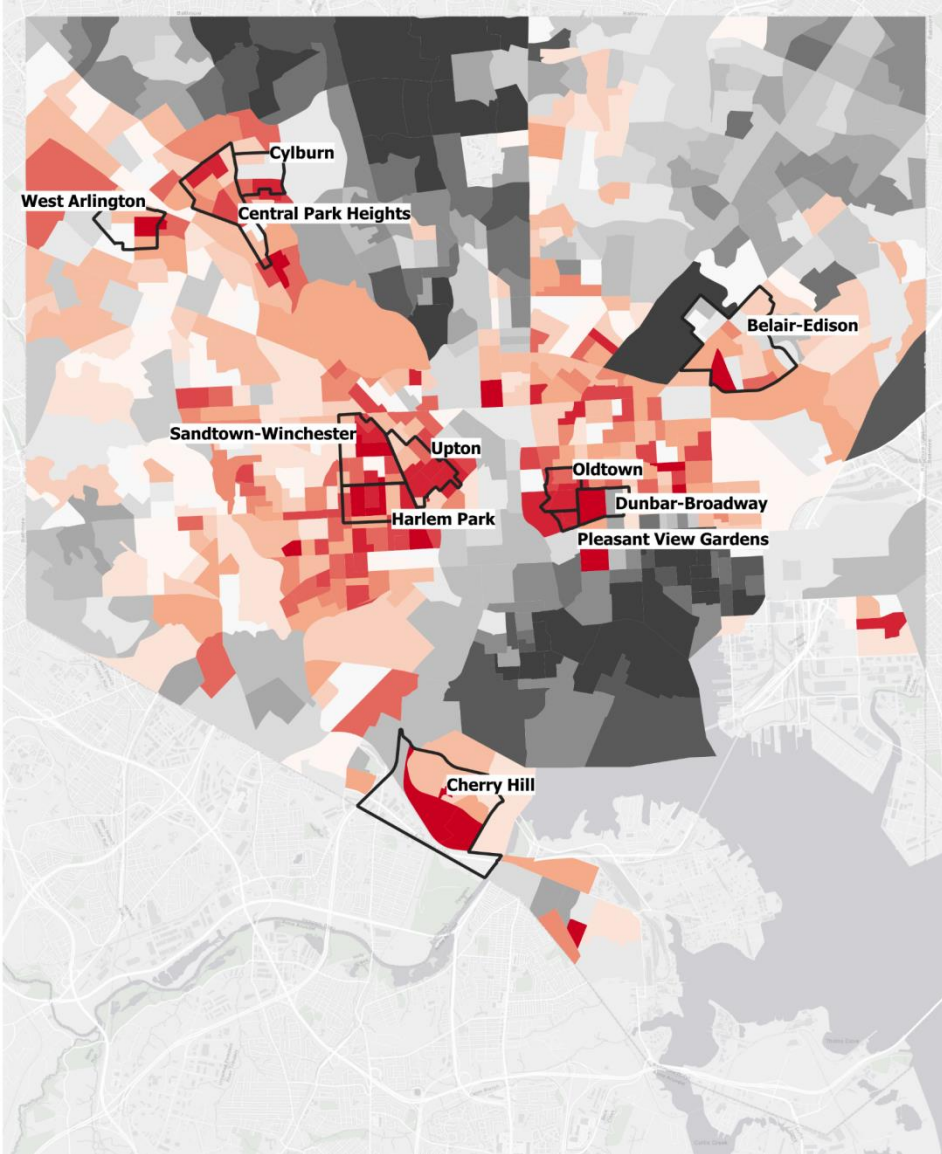 Cylburn
West Arlington
Central Park Heights
Belair-Edison
Sandtown-Winchester
Upton
Oldtown
Dunbar-Broadway
Harlem Park
Pleasant View Gardens
Cherry Hill